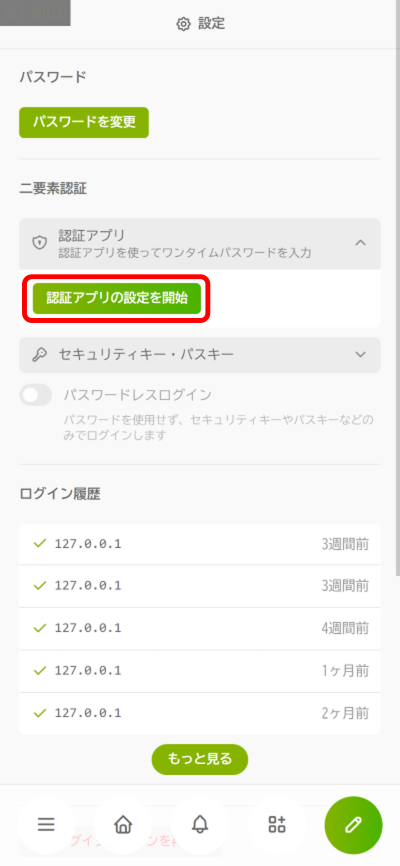 設定
パスワード
パスワードを変更
二要素認証
認証アプリ
認証アプリを使ってワンタイムパスワードを入力
認証アプリの設定を開始
セキュリティキー・パスキー
パスワードレスログイン
パスワードを使用せず、セキュリティキーやパスキーなどの
みでログインします
ログイン履歴
127.0.0.1 3週間前
127.0.0.1 3週間前
127.0.0.1 4週間前
127.0.0.1 1ヶ月前
127.0.0.1 2ヶ月前
もっと見る